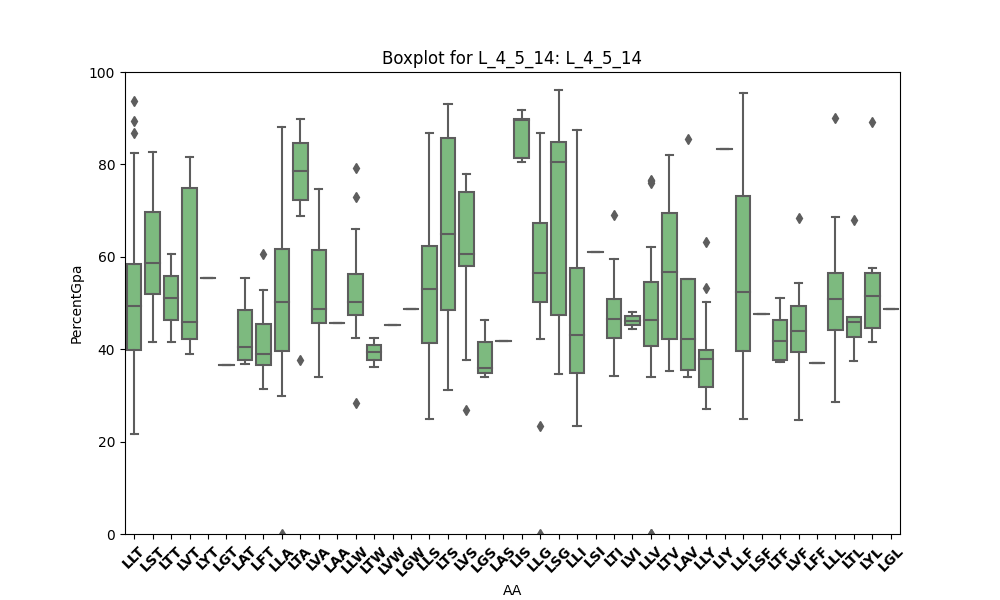 Boxplot for L_4_5_14: L_4_5_14
100
80
60
40
20
0
PercentGpa
LLT LST LTT LVT LYT LGT LAT LFT LLA LTA LVA LAA LLW LTW LVW LGW LLS LTS LVS LGS LAS LIS LLG LSG LLI LSI LTI LVI LLV LTV LAV LLY LIY LLF LSF LTF LVF LFF LLL LTL LYL LGL
AA